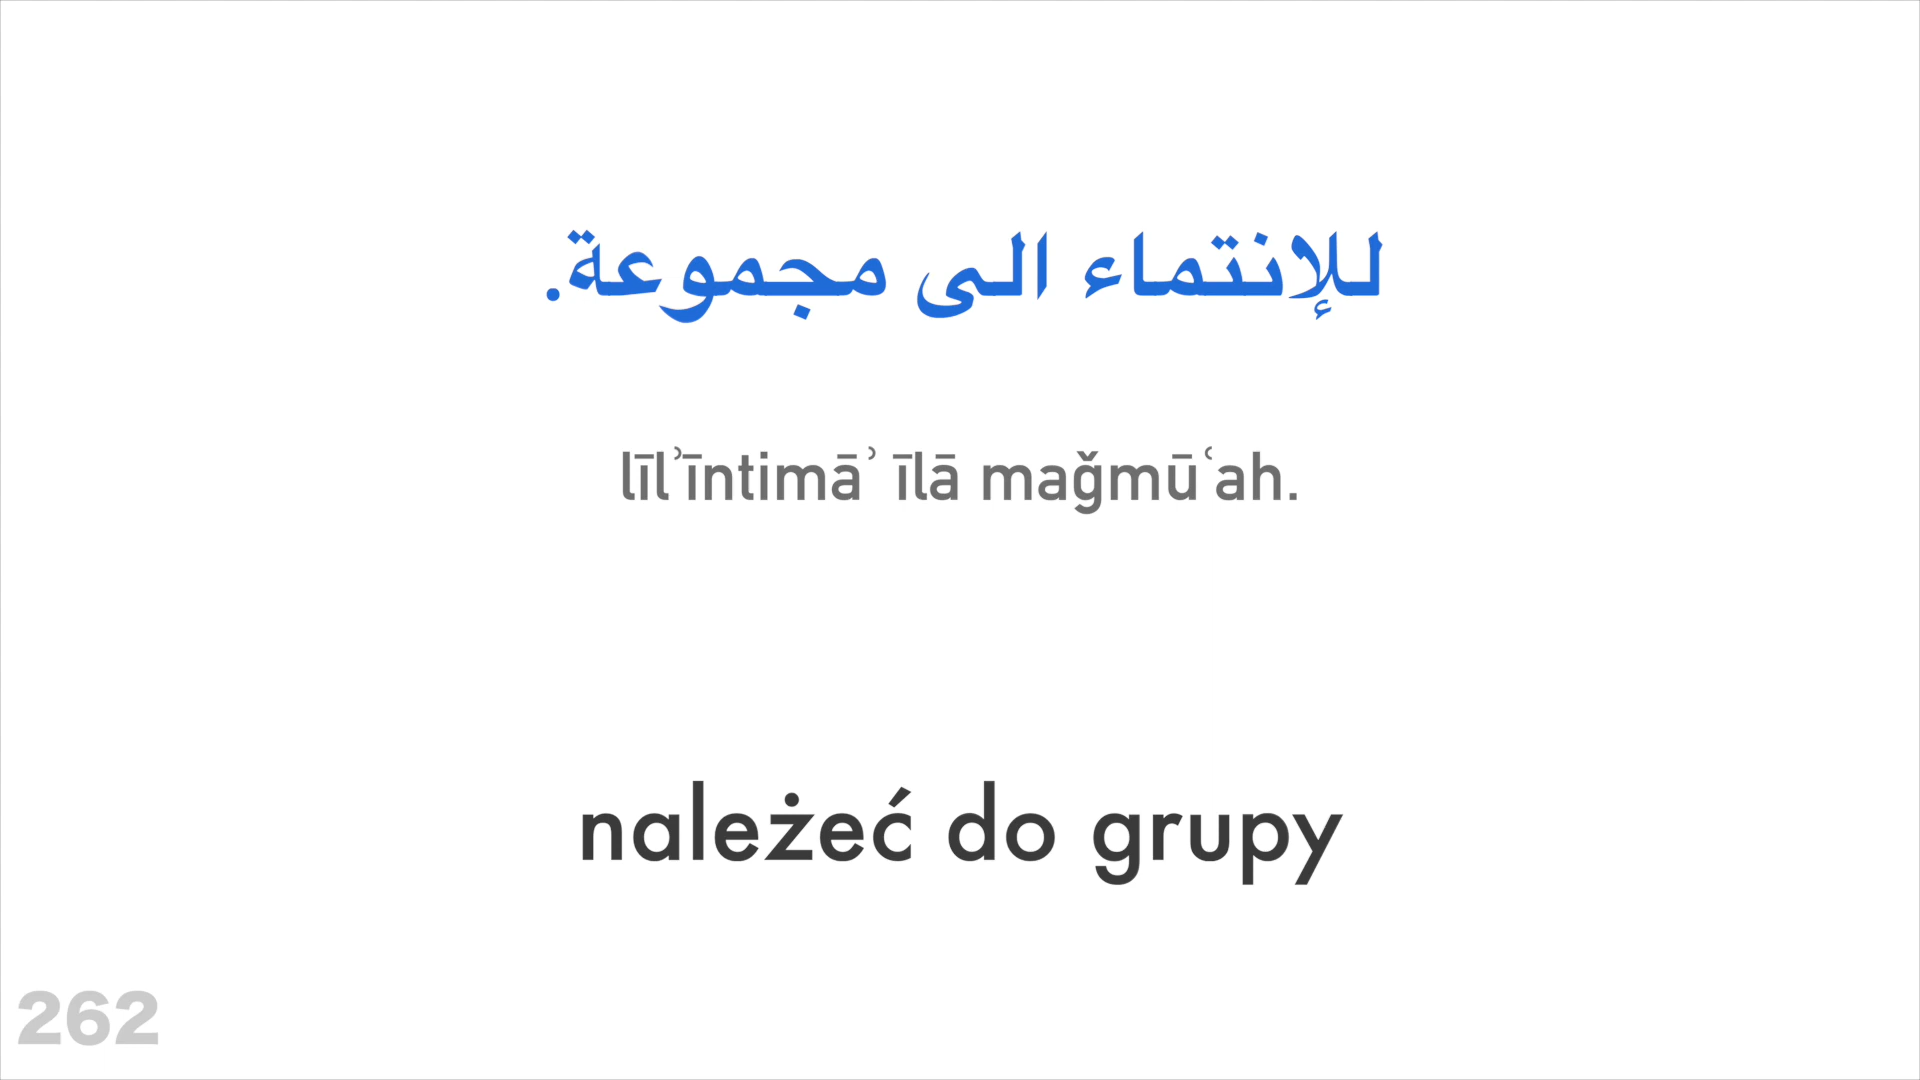 للإنتماء الى مجموعة.
līlʾīntimāʾ īlā maǧmūʿah.
należeć do grupy
262